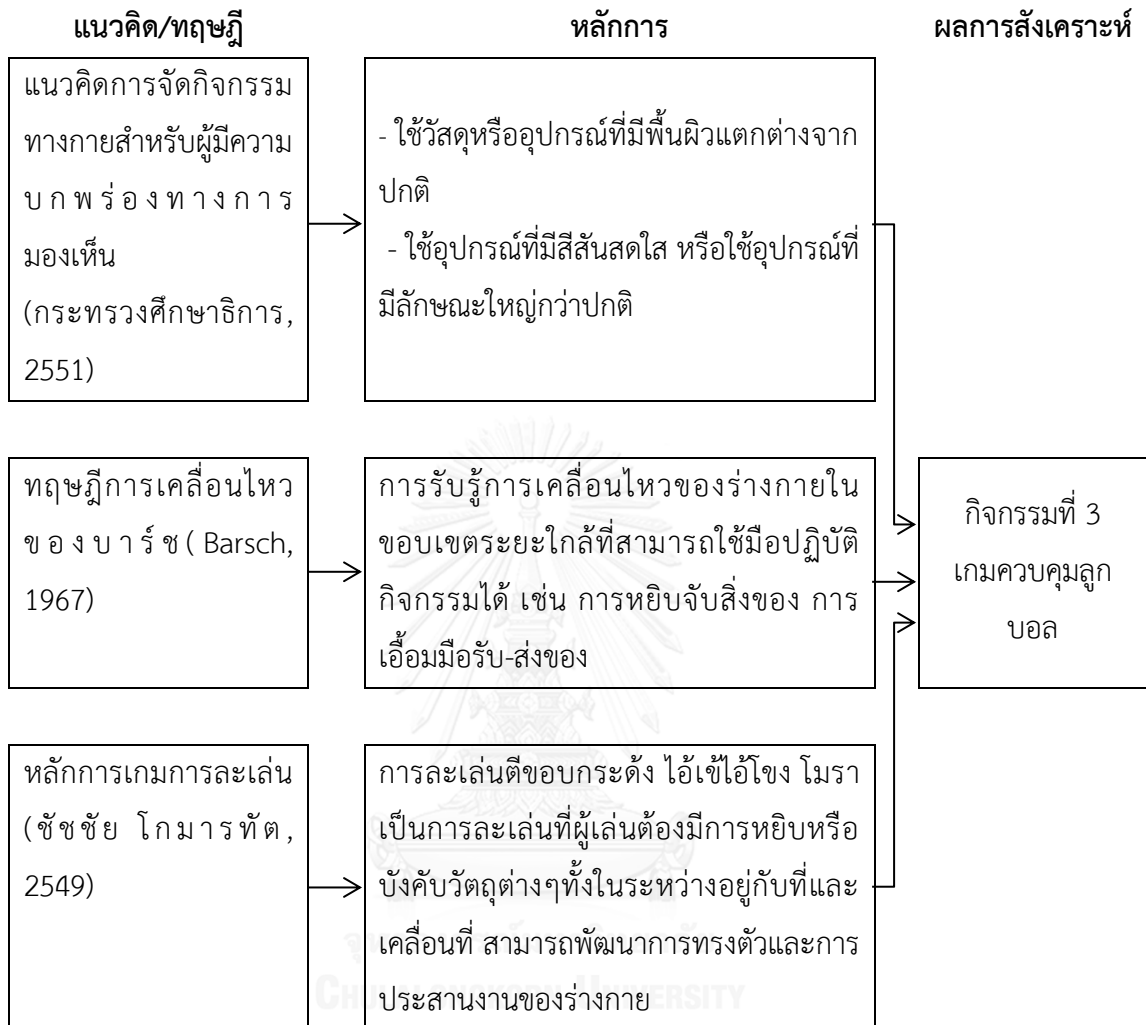 แนวคิด/ทฤษฎี
หลักการ
ผลการสังเคราะห์
แนวคิดการจัดกิจกรรม
ทางกายสำหรับผู้มีความ
บกพร่องทางการ
มองเห็น
(กระทรวงศึกษาธิการ,
2551)
- ใช้วัสดุหรืออุปกรณ์ที่มีพื้นผิวแตกต่างจาก
ปกติ
- ใช้อุปกรณ์ที่มีสีสันสดใส หรือใช้อุปกรณ์ที่
มีลักษณะใหญ่กว่าปกติ
ทฤษฎีการเคลื่อนไหว
ของบาร์ช( Barsch,
1967)
การรับรู้การเคลื่อนไหวของร่างกายใน
ขอบเขตระยะใกล้ที่สามารถใช้มือปฏิบัติ
กิจกรรมได้ เช่น การหยิบจับสิ่งของ การ
เอื้อมมือรับ-ส่งของ
กิจกรรมที่ 3
เกมควบคุมลูก
บอล
หลักการเกมการละเล่น
(ชัชชัย โกมารทัต,
2549)
การละเล่นตีขอบกระด้ง ไอ้เข้ไอ้โขง โมรา
เป็นการละเล่นที่ผู้เล่นต้องมีการหยิบหรือ
บังคับวัตถุต่างๆทั้งในระหว่างอยู่กับที่และ
เคลื่อนที่ สามารถพัฒนาการทรงตัวและการ
ประสานงานของร่างกาย
CHULALONGKORN UNIVERSITY